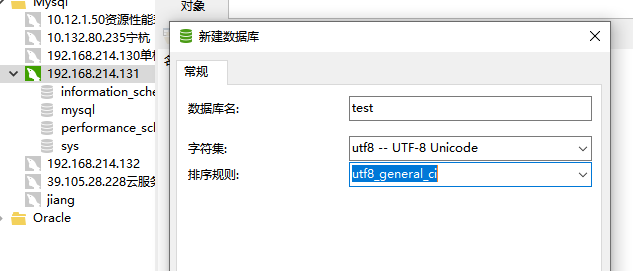 Mysql
对象
10.12.1.50资源性能
10.132.80.235宁杭
192.168.214.130单
192.168.214.131
information_sche
mysql
performance_sch
sys
192.168.214.132
39.105.28.228云服务
jiang
Oracle
新建数据库
常规
数据库名:
test
字符集:
utf8 -- UTF-8 Unicode
排序规则:
utf8_general_ci